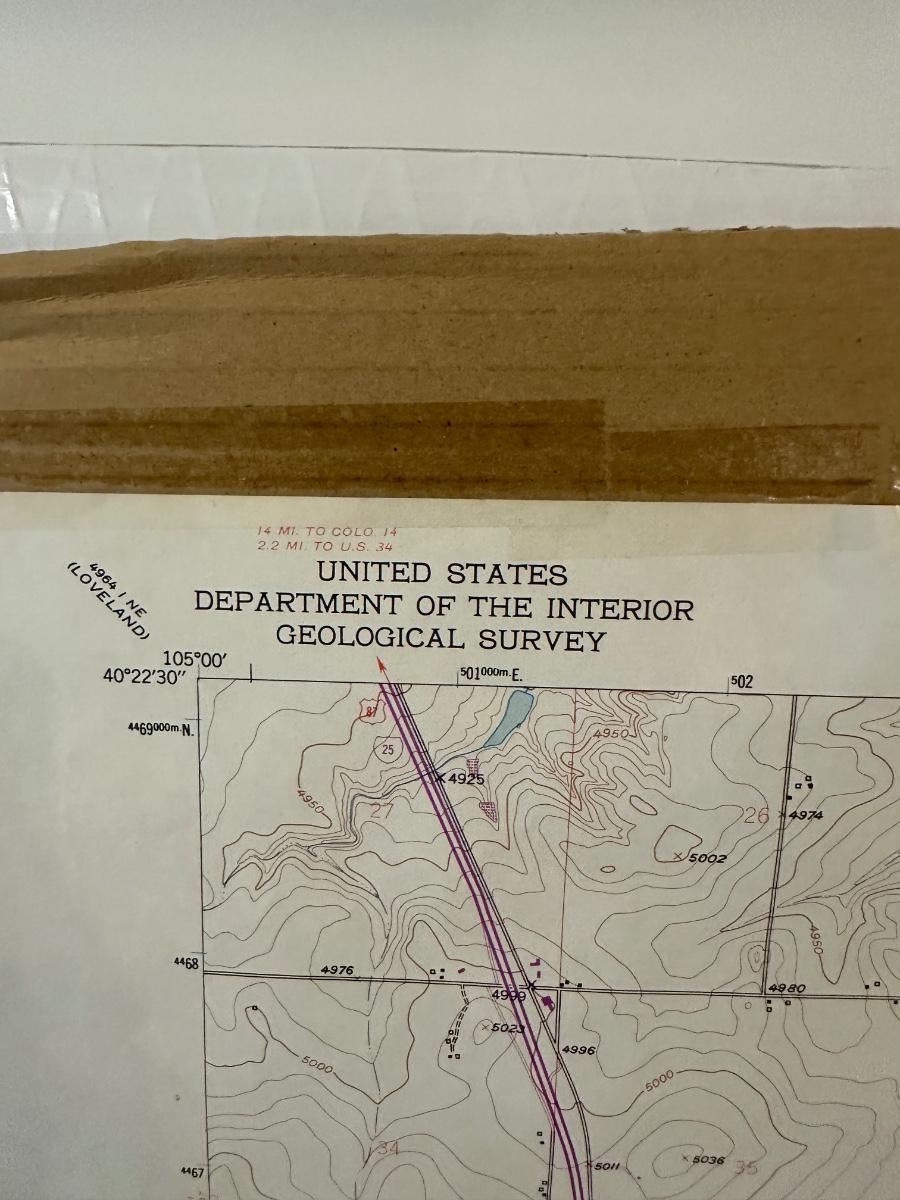 14 MI. TO COLO. 14
2.2 MI. TO U.S. 34
UNITED STATES
DEPARTMENT OF THE INTERIOR
GEOLOGICAL SURVEY
4964 I NE
(LOVELAND)
105°00'
40°22'30"
501000m.E.
502
4469000m.N.
87
25
4950
4925
4950
27
26
4974
5002
4950
4468
4976
4980
4999
5023
4996
5000
5000
34
5011
5036
35
4467